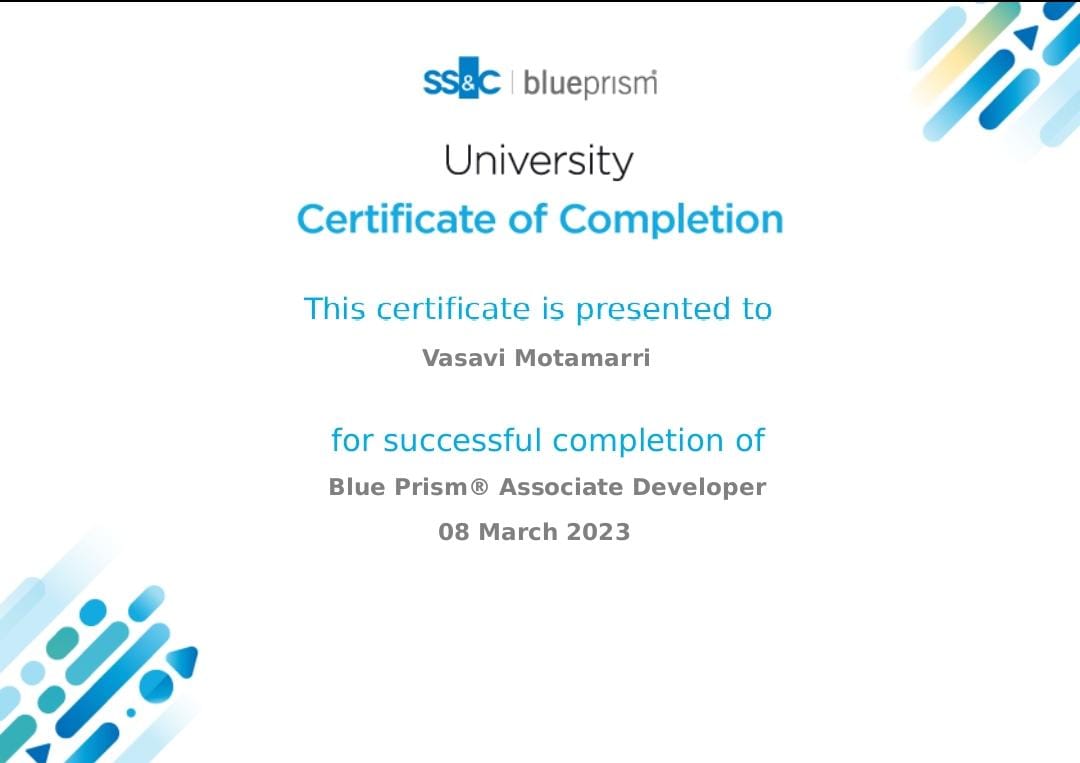 SS&C | blueprism®
University
Certificate of Completion
This certificate is presented to
Vasavi Motamarri
for successful completion of
Blue Prism® Associate Developer
08 March 2023